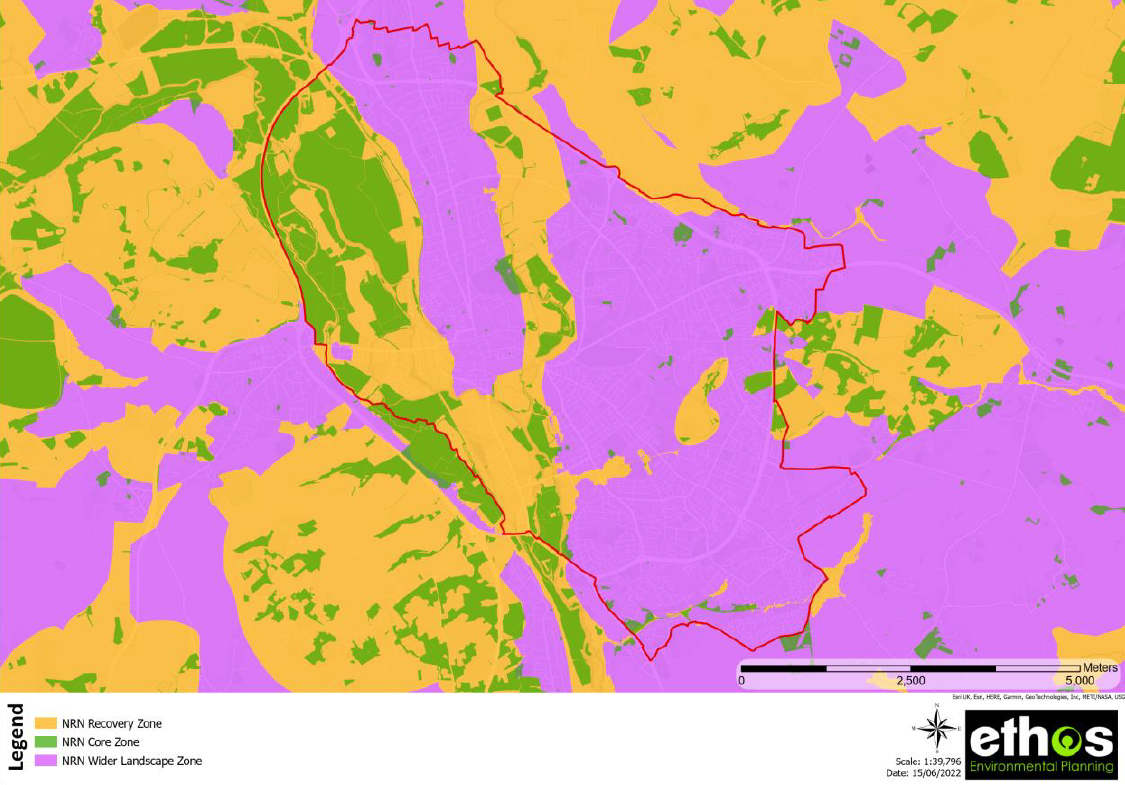 Meters
0 2,500 5,000
Esri UK, Esri, HERE, Garmin, GeoTechnologies, Inc, METI/NASA, USG
Legend
NRN Recovery Zone
NRN Core Zone
NRN Wider Landscape Zone
N
W E
S
Scale: 1:39,796
Date: 15/06/2022
ethos
Environmental Planning